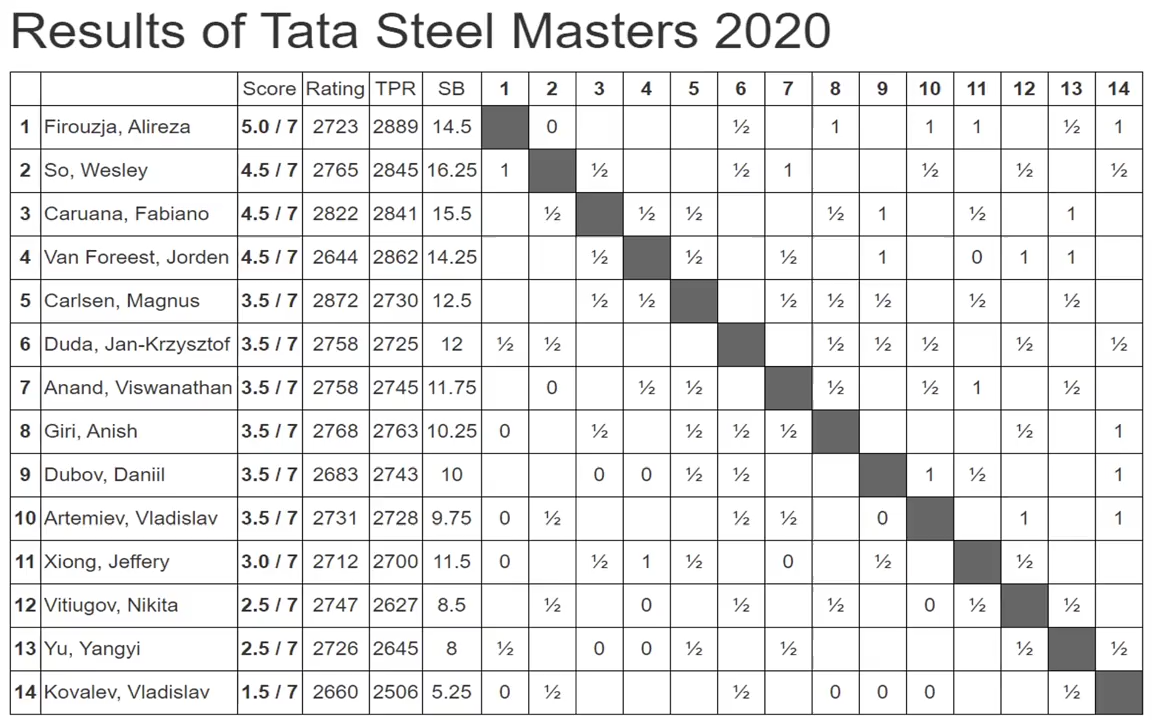 Results of Tata Steel Masters 2020
Score Rating TPR SB 1 2 3 4 5 6 7 8 9 10 11 12 13 14
1 Firouzja, Alireza 5.0 / 7 2723 2889 14.5 0 ½ 1 1 1 ½ 1
2 So, Wesley 4.5 / 7 2765 2845 16.25 1 ½ ½ 1 ½ ½ ½
3 Caruana, Fabiano 4.5 / 7 2822 2841 15.5 ½ ½ ½ ½ 1 ½ 1
4 Van Foreest, Jorden 4.5 / 7 2644 2862 14.25 ½ ½ ½ 1 0 1 1
5 Carlsen, Magnus 3.5 / 7 2872 2730 12.5 ½ ½ ½ ½ ½ ½ ½
6 Duda, Jan-Krzysztof 3.5 / 7 2758 2725 12 ½ ½ ½ ½ ½ ½ ½
7 Anand, Viswanathan 3.5 / 7 2758 2745 11.75 0 ½ ½ ½ ½ 1 ½
8 Giri, Anish 3.5 / 7 2768 2763 10.25 0 ½ ½ ½ ½ ½ 1
9 Dubov, Daniil 3.5 / 7 2683 2743 10 0 0 ½ ½ 1 ½ 1
10 Artemiev, Vladislav 3.5 / 7 2731 2728 9.75 0 ½ ½ ½ 0 1 1
11 Xiong, Jeffery 3.0 / 7 2712 2700 11.5 0 ½ 1 ½ 0 ½ ½
12 Vitiugov, Nikita 2.5 / 7 2747 2627 8.5 ½ 0 ½ ½ 0 ½ ½
13 Yu, Yangyi 2.5 / 7 2726 2645 8 ½ 0 0 ½ ½ ½ ½
14 Kovalev, Vladislav 1.5 / 7 2660 2506 5.25 0 ½ ½ 0 0 0 ½